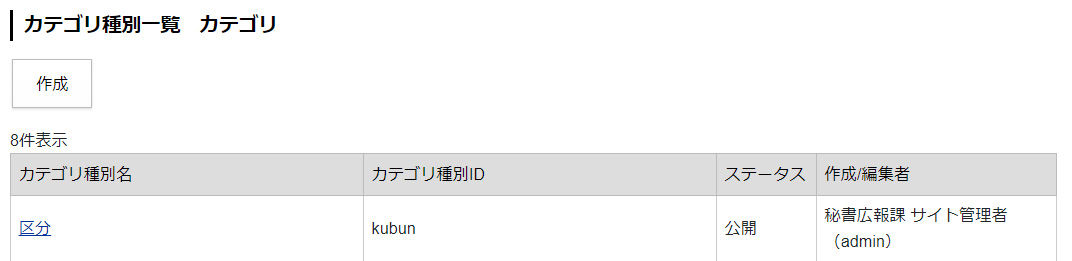 カテゴリ種別一覧　カテゴリ
作成
8件表示
カテゴリ種別名 カテゴリ種別ID ステータス 作成/編集者
区分 kubun 公開 秘書広報課 サイト管理者
（admin）